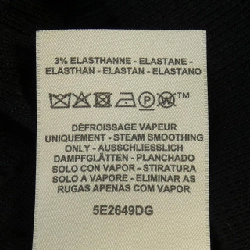 3% ELASTHANNE - ELASTANE -
ELASTHAN - ELASTAN - ELASTANO
DÉFROISSAGE VAPEUR
UNIQUEMENT - STEAM SMOOTHING
ONLY - AUSSCHLIESSLICH
DAMPFGLÄTTEN - PLANCHADO
SOLO CON VAPOR - STIRATURA
SOLO A VAPORE - ELIMINAR AS
RUGAS APENAS COM VAPOR
5E2649DG